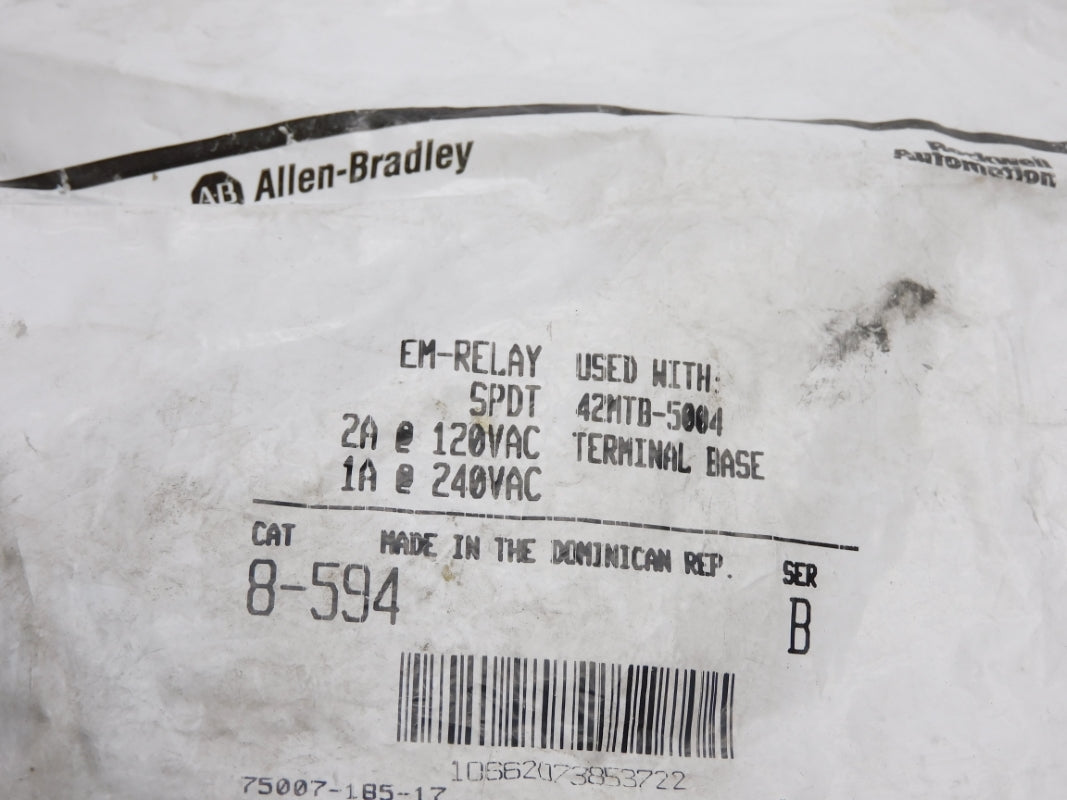 AB Allen-Bradley
Rockwell
Automation
EM-RELAY USED WITH:
SPDT 42MTB-5004
2A @ 120VAC TERMINAL BASE
1A @ 240VAC
CAT MADE IN THE DOMINICAN REP. SER
8-594 B
10662073853722
75007-185-17